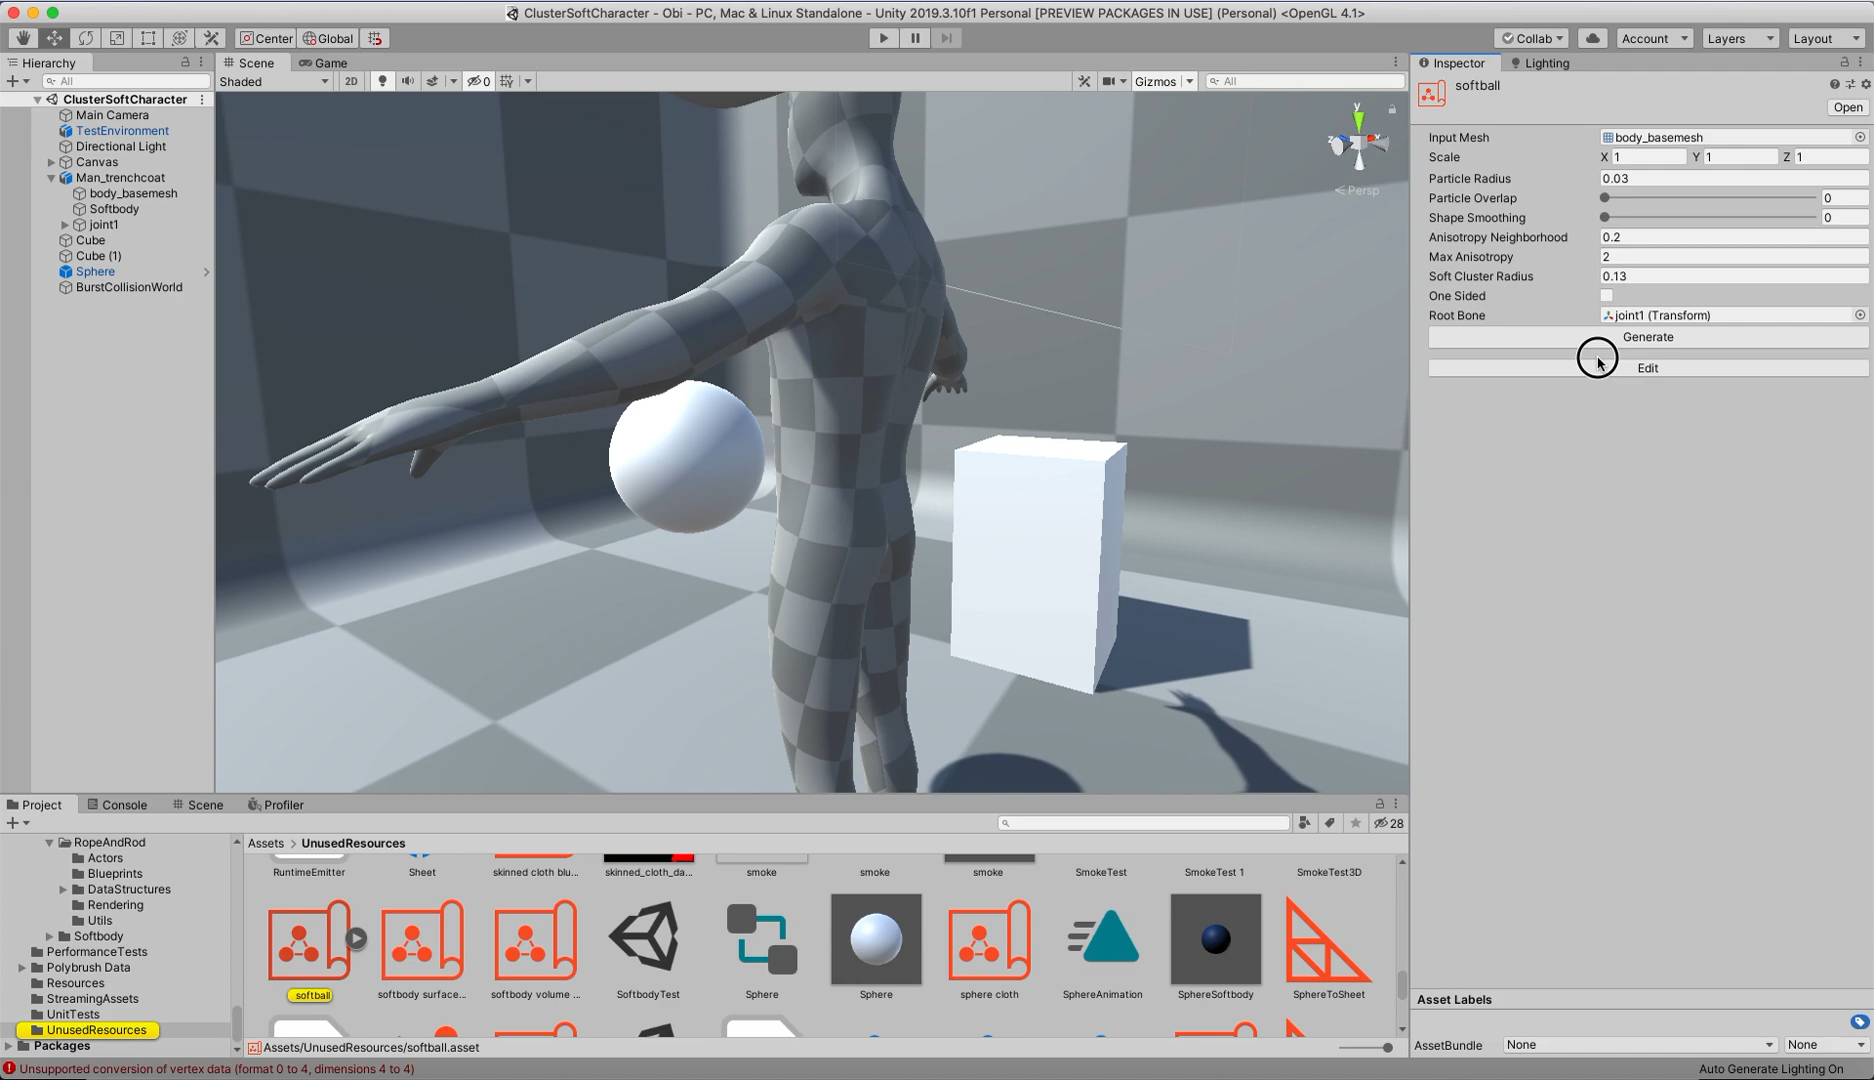 ClusterSoftCharacter - Obi - PC, Mac & Linux Standalone - Unity 2019.3.10f1 Personal [PREVIEW PACKAGES IN USE] (Personal) <OpenGL 4.1>
Center Global Collab Account Layers Layout
Hierarchy
All
ClusterSoftCharacter
Main Camera
TestEnvironment
Directional Light
Canvas
Man_trenchcoat
body_basemesh
Softbody
joint1
Cube
Cube (1)
Sphere
BurstCollisionWorld
Scene Game
Shaded 2D 0 Gizmos All
y
z x
Persp
Inspector Lighting
softball
Open
Input Mesh body_basemesh
Scale X 1 Y 1 Z 1
Particle Radius 0.03
Particle Overlap 0
Shape Smoothing 0
Anisotropy Neighborhood 0.2
Max Anisotropy 2
Soft Cluster Radius 0.13
One Sided
Root Bone joint1 (Transform)
Generate
Edit
Project Console Scene Profiler
28
RopeAndRod
Actors
Blueprints
DataStructures
Rendering
Utils
Softbody
PerformanceTests
Polybrush Data
Resources
StreamingAssets
UnitTests
UnusedResources
Packages
Assets > UnusedResources
RuntimeEmitter Sheet skinned cloth blu... skinned_cloth_da... smoke smoke smoke SmokeTest SmokeTest 1 SmokeTest3D
softball softbody surface... softbody volume ... SoftbodyTest Sphere Sphere sphere cloth SphereAnimation SphereSoftbody SphereToSheet
Assets/UnusedResources/softball.asset
Asset Labels
AssetBundle None None
Unsupported conversion of vertex data (format 0 to 4, dimensions 4 to 4)
Auto Generate Lighting On